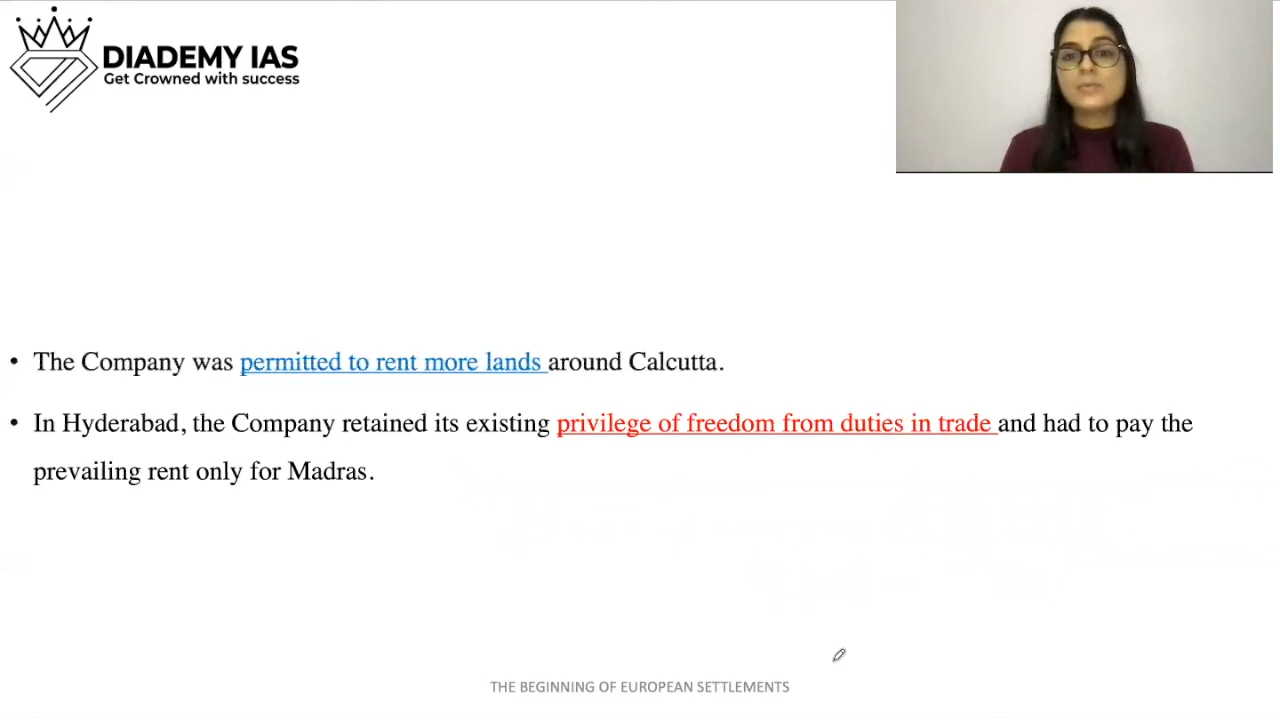 DIADEMY IAS
Get Crowned with success
• The Company was permitted to rent more lands around Calcutta.
• In Hyderabad, the Company retained its existing privilege of freedom from duties in trade and had to pay the
prevailing rent only for Madras.
THE BEGINNING OF EUROPEAN SETTLEMENTS